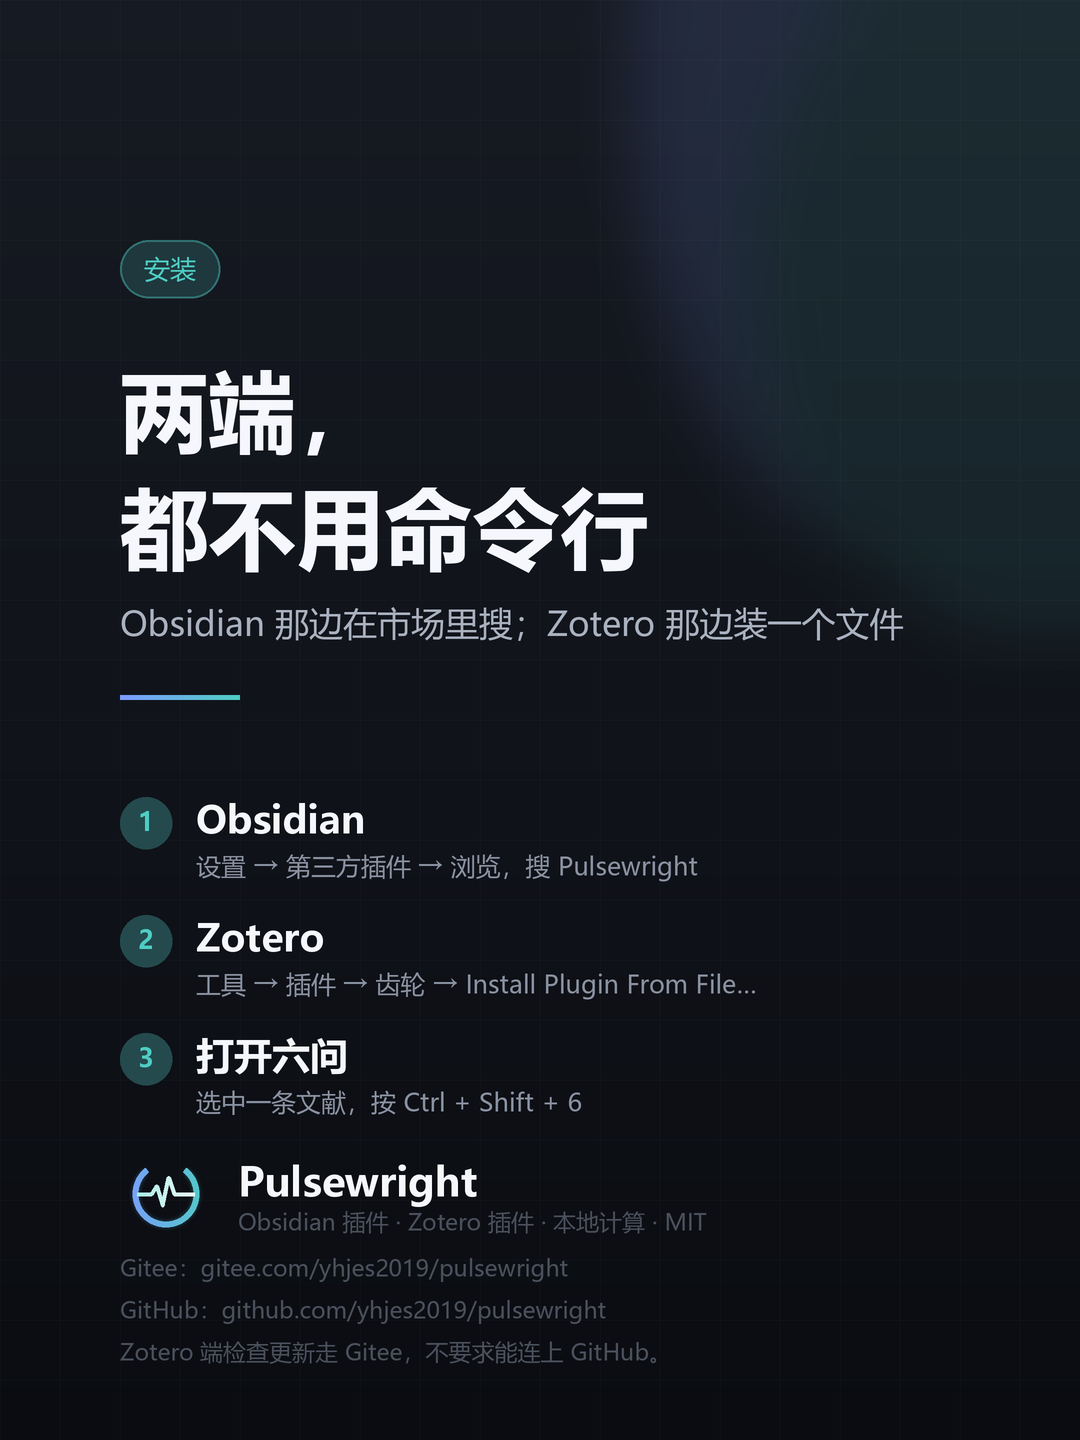 安装
两端，
都不用命令行
Obsidian 那边在市场里搜；Zotero 那边装一个文件
1 Obsidian
设置 → 第三方插件 → 浏览，搜 Pulsewright
2 Zotero
工具 → 插件 → 齿轮 → Install Plugin From File...
3 打开六问
选中一条文献，按 Ctrl + Shift + 6
Pulsewright
Obsidian 插件 · Zotero 插件 · 本地计算 · MIT
Gitee：gitee.com/yhjes2019/pulsewright
GitHub：github.com/yhjes2019/pulsewright
Zotero 端检查更新走 Gitee，不要求能连上 GitHub。